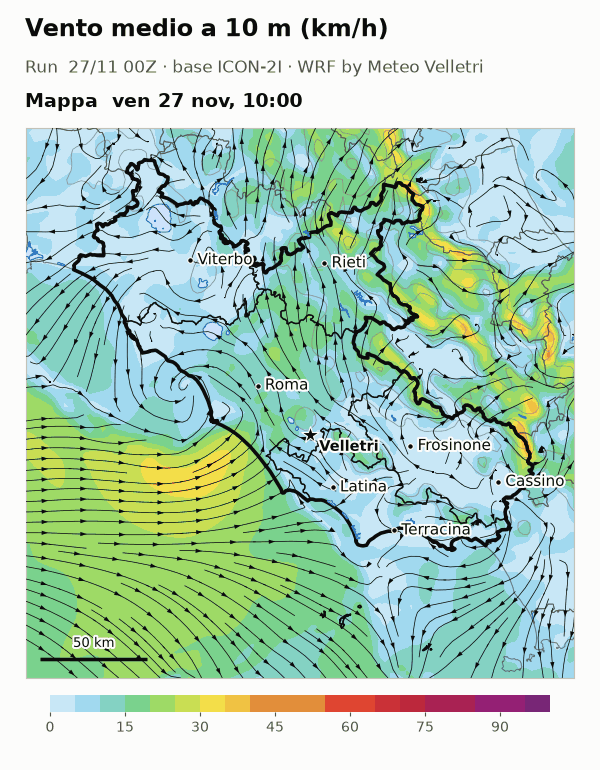 Vento medio a 10 m (km/h)
Run  27/11 00Z · base ICON-2I · WRF by Meteo Velletri
Mappa  ven 27 nov, 10:00
Viterbo
Rieti
Roma
Velletri
Frosinone
Cassino
Latina
Terracina
50 km
0 15 30 45 60 75 90